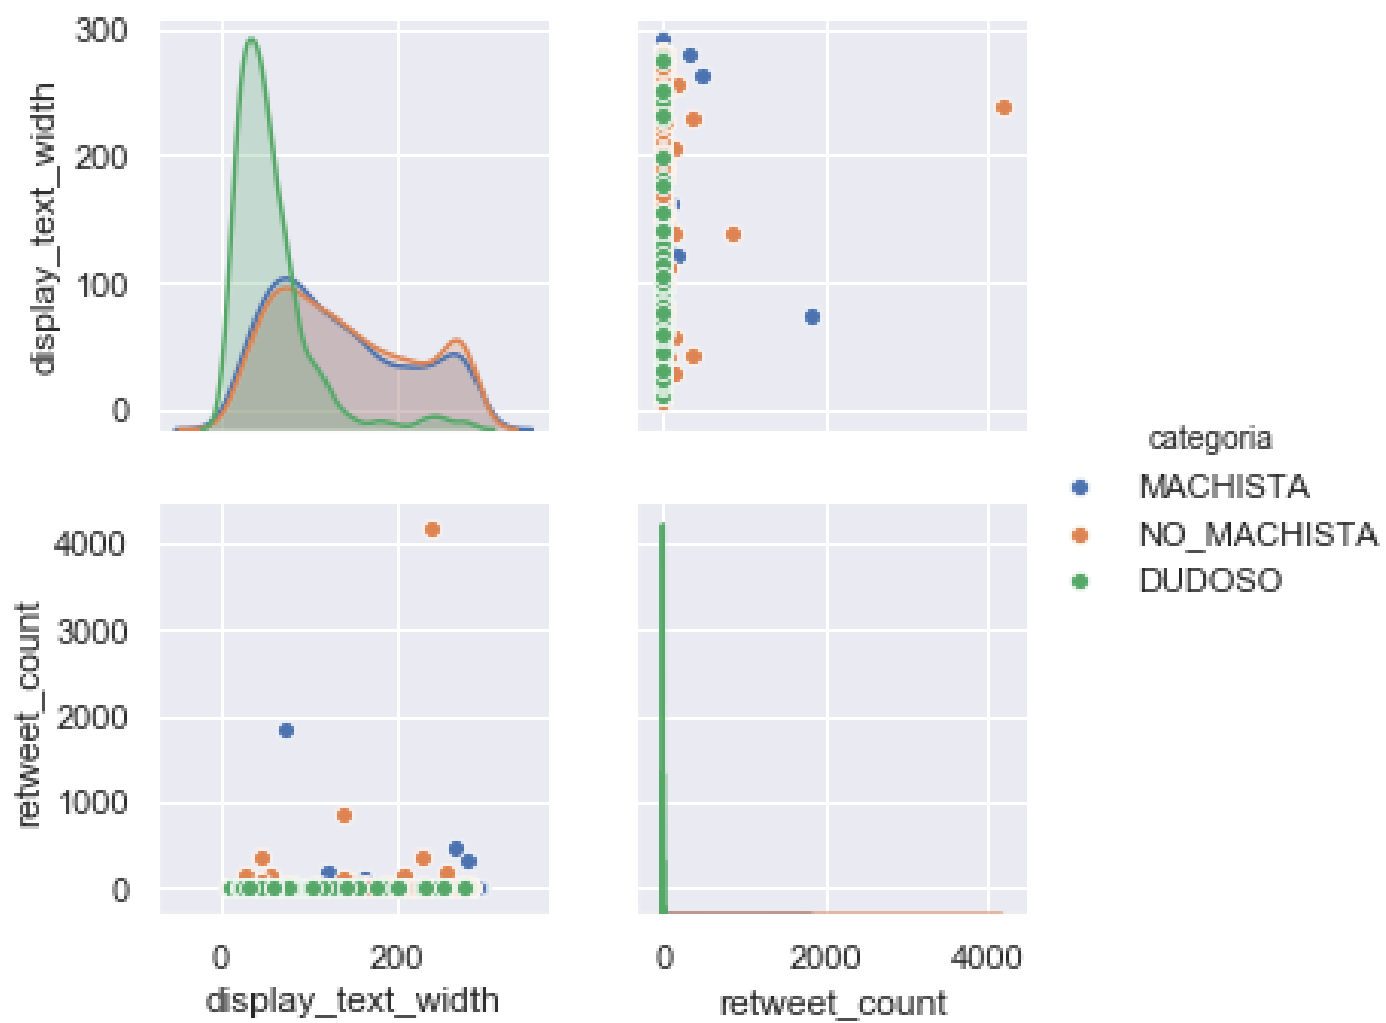 300
200
100
0
display_text_width
categoria
MACHISTA
NO_MACHISTA
DUDOSO
4000
3000
2000
1000
0
retweet_count
0
200
display_text_width
0
2000
4000
retweet_count